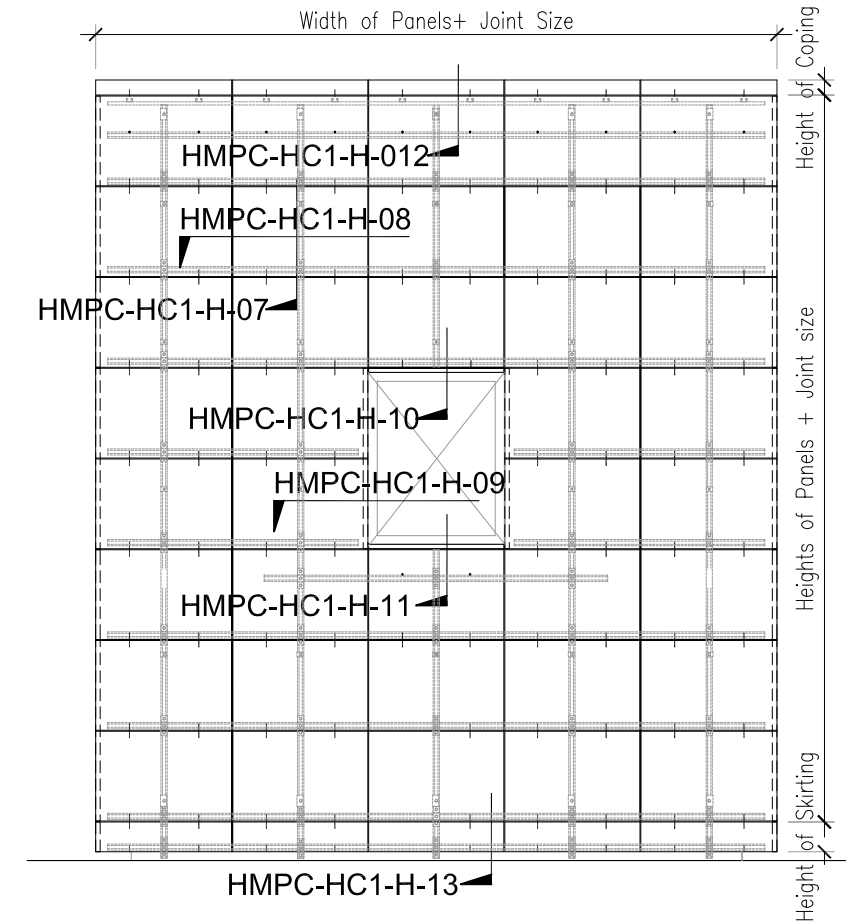 Width of Panels+ Joint Size
Height of Coping
HMPC-HC1-H-012
HMPC-HC1-H-08
HMPC-HC1-H-07
Heights of Panels + Joint size
HMPC-HC1-H-10
HMPC-HC1-H-09
HMPC-HC1-H-11
Height of Skirting
HMPC-HC1-H-13